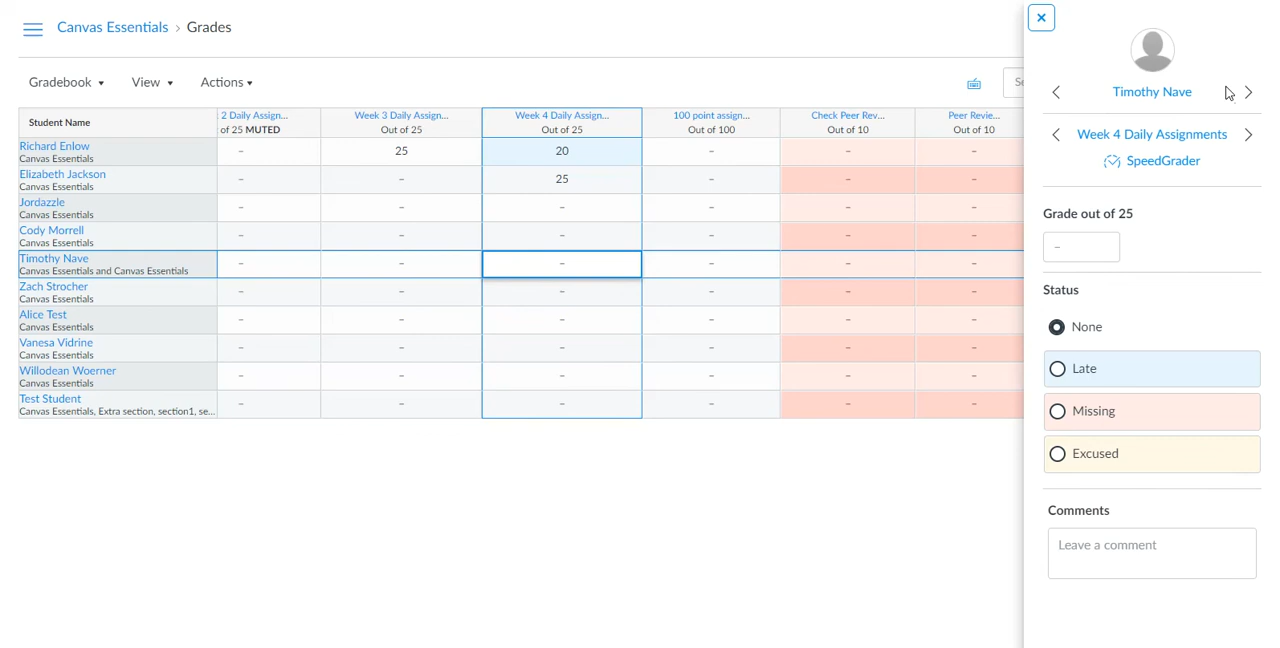 Canvas Essentials › Grades
Gradebook ▾ View ▾ Actions ▾ Se
Student Name
2 Daily Assign... Week 3 Daily Assign... Week 4 Daily Assign... 100 point assign... Check Peer Rev... Peer Revie...
of 25 MUTED Out of 25 Out of 25 Out of 100 Out of 10 Out of 10
Richard Enlow
Canvas Essentials
– 25 20 – – –
Elizabeth Jackson
Canvas Essentials
– – 25 – – –
Jordazzle
Canvas Essentials
– – – – – –
Cody Morrell
Canvas Essentials
– – – – – –
Timothy Nave
Canvas Essentials and Canvas Essentials
– – – – – –
Zach Strocher
Canvas Essentials
– – – – – –
Alice Test
Canvas Essentials
– – – – – –
Vanesa Vidrine
Canvas Essentials
– – – – – –
Willodean Woerner
Canvas Essentials
– – – – – –
Test Student
Canvas Essentials, Extra section, section1, se...
– – – – – –
Timothy Nave
Week 4 Daily Assignments
SpeedGrader
Grade out of 25
–
Status
None
Late
Missing
Excused
Comments
Leave a comment